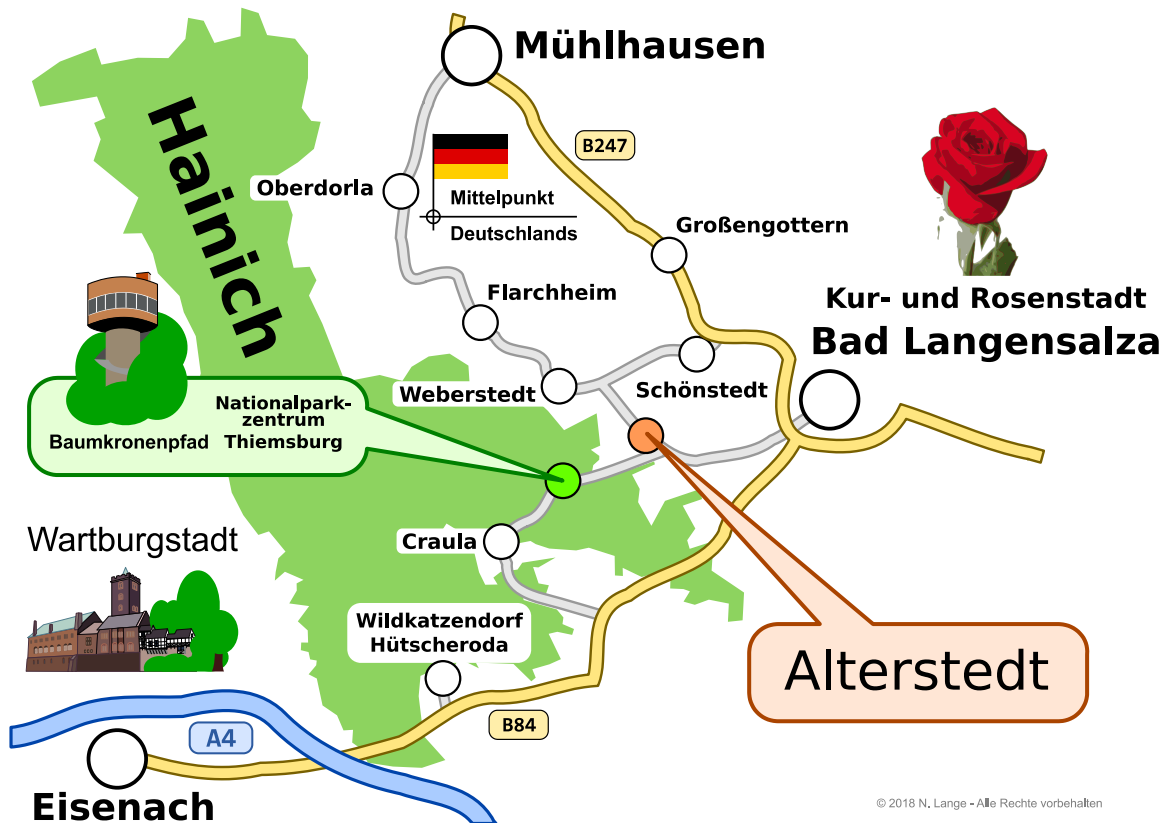 Mühlhausen
Hainich
B247
Oberdorla
Mittelpunkt
Deutschlands
Großengottern
Flarchheim
Kur- und Rosenstadt
Bad Langensalza
Weberstedt
Schönstedt
Baumkronenpfad
Nationalpark-
zentrum
Thiemsburg
Wartburgstadt
Craula
Wildkatzendorf
Hütscheroda
Alterstedt
B84
A4
Eisenach
© 2018 N. Lange - Alle Rechte vorbehalten